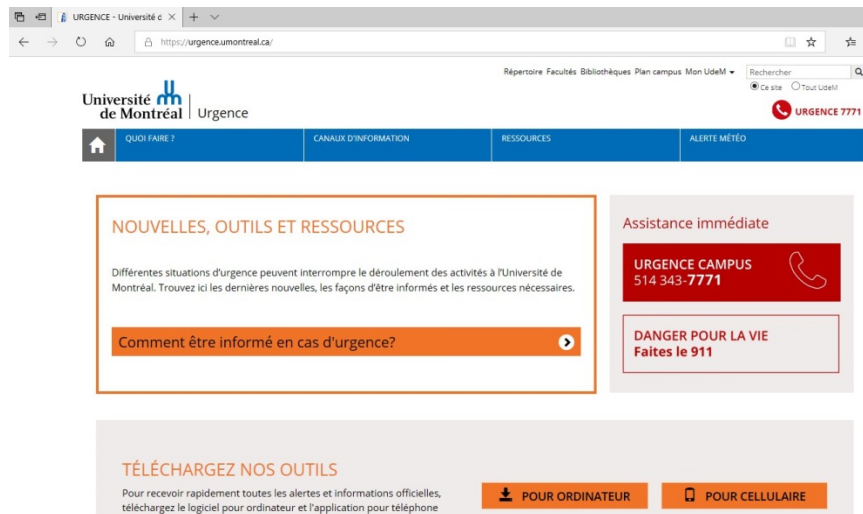 URGENCE - Université d
https://urgence.umontreal.ca/
Répertoire Facultés Bibliothèques Plan campus Mon UdeM
Rechercher
Ce site Tout UdeM
Université
de Montréal
Urgence
URGENCE 7771
QUOI FAIRE ? CANAUX D'INFORMATION RESSOURCES ALERTE MÉTÉO
NOUVELLES, OUTILS ET RESSOURCES
Différentes situations d'urgence peuvent interrompre le déroulement des activités à l'Université de
Montréal. Trouvez ici les dernières nouvelles, les façons d'être informés et les ressources nécessaires.
Comment être informé en cas d'urgence?
Assistance immédiate
URGENCE CAMPUS
514 343-7771
DANGER POUR LA VIE
Faites le 911
TÉLÉCHARGEZ NOS OUTILS
Pour recevoir rapidement toutes les alertes et informations officielles,
téléchargez le logiciel pour ordinateur et l'application pour téléphone
POUR ORDINATEUR
POUR CELLULAIRE